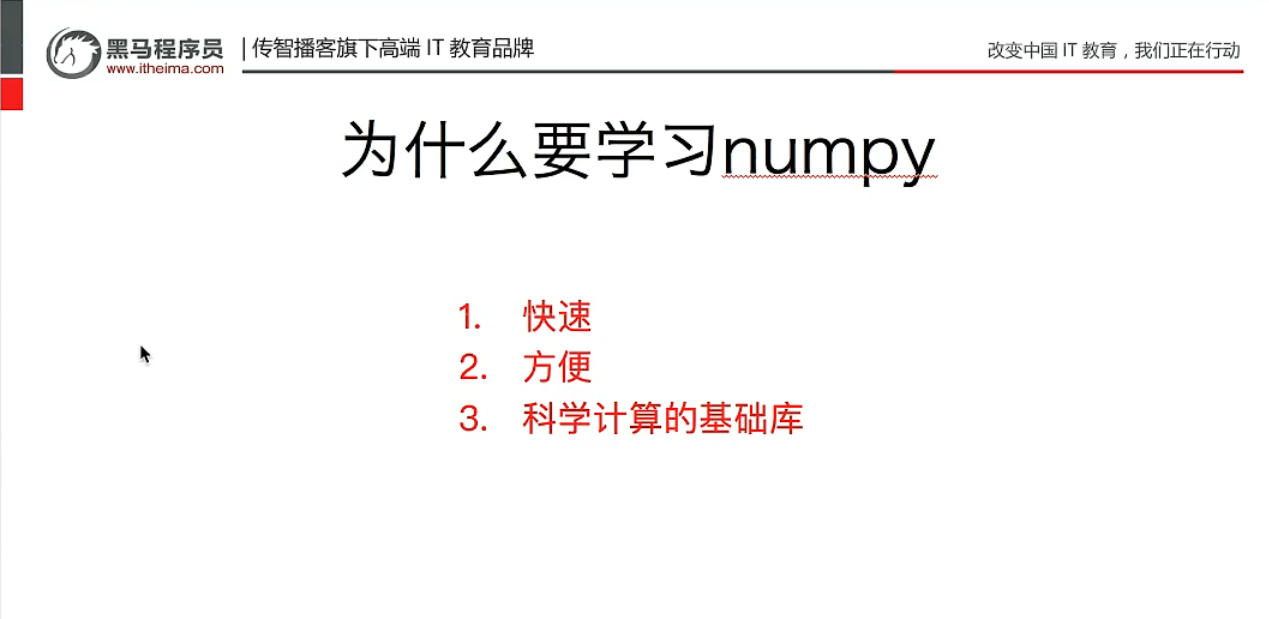 黑马程序员
www.itheima.com
|传智播客旗下高端 IT 教育品牌
改变中国 IT 教育，我们正在行动
为什么要学习numpy
1. 快速
2. 方便
3. 科学计算的基础库